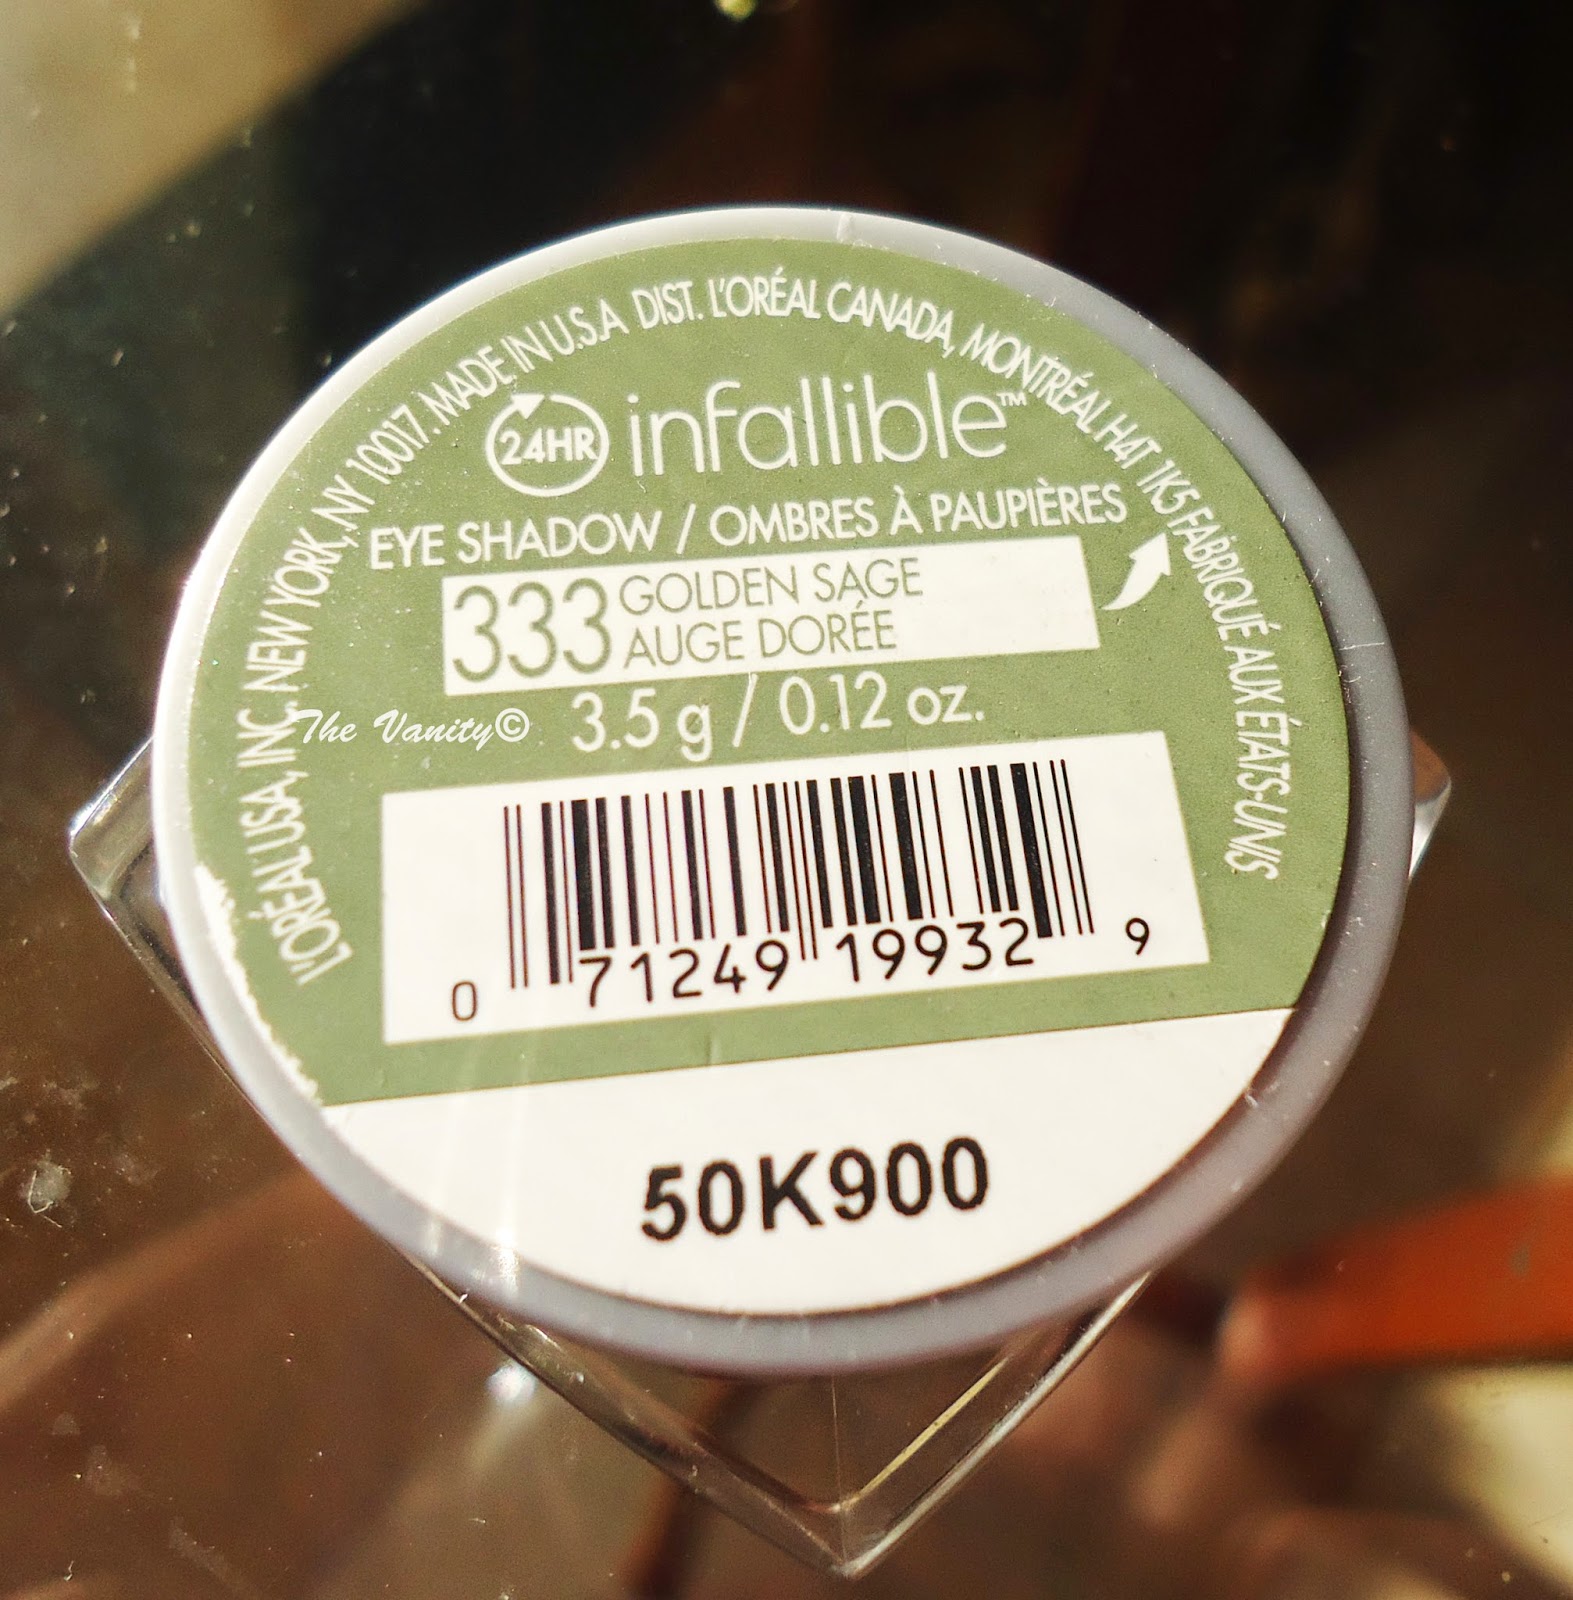 L'ORÉAL USA, INC. NEW YORK, NY 10017. MADE IN U.S.A DIST. L'ORÉAL CANADA, MONTRÉAL H4T 1K5 FABRIQUÉ AUX ÉTATS-UNIS
24HR infallible™
EYE SHADOW / OMBRES À PAUPIÈRES
333 GOLDEN SAGE
AUGE DORÉE
3.5 g / 0.12 oz.
The Vanity©
0 71249 19932 9
50K900